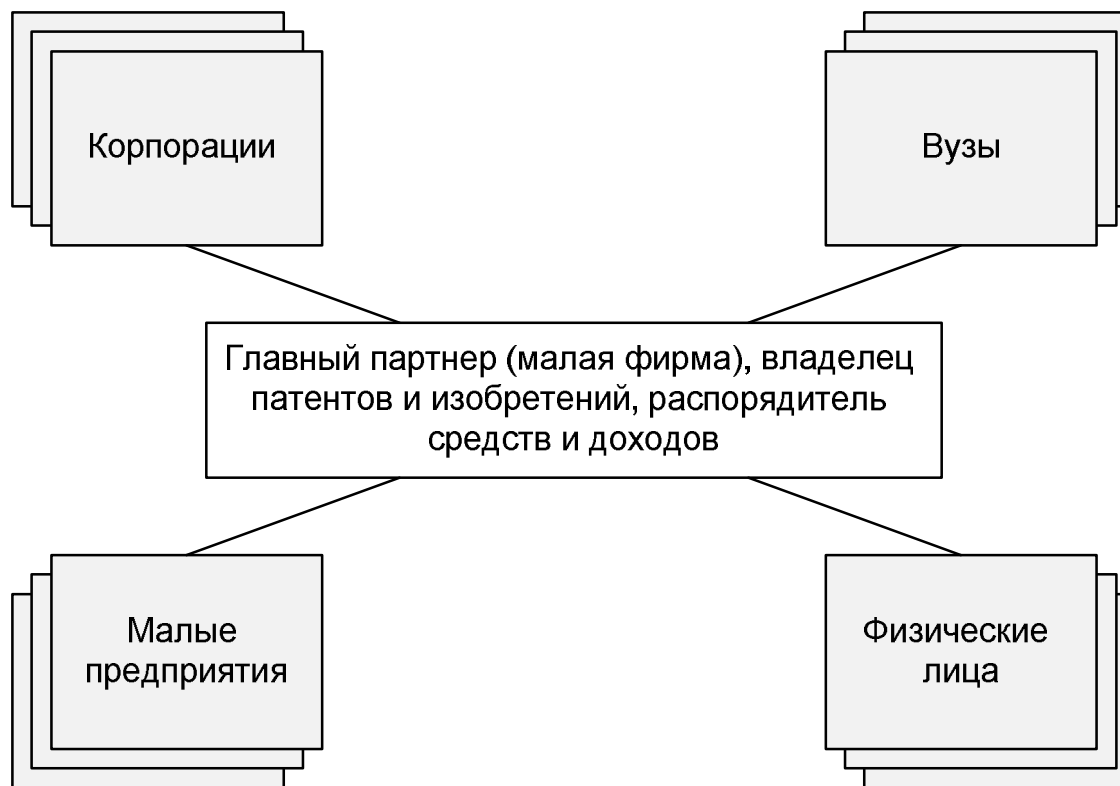 Корпорации
Вузы
Главный партнер (малая фирма), владелец
патентов и изобретений, распорядитель
средств и доходов
Малые
предприятия
Физические
лица